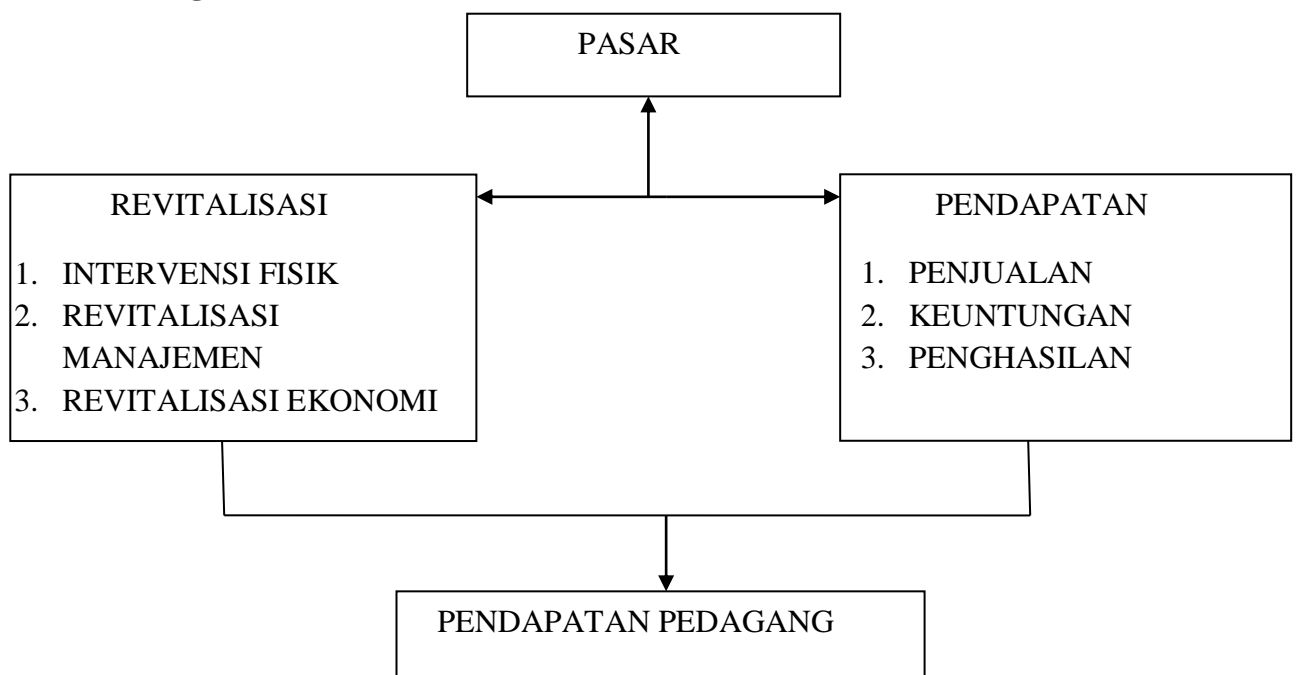 PASAR
REVITALISASI
1. INTERVENSI FISIK
2. REVITALISASI
MANAJEMEN
3. REVITALISASI EKONOMI
PENDAPATAN
1. PENJUALAN
2. KEUNTUNGAN
3. PENGHASILAN
PENDAPATAN PEDAGANG